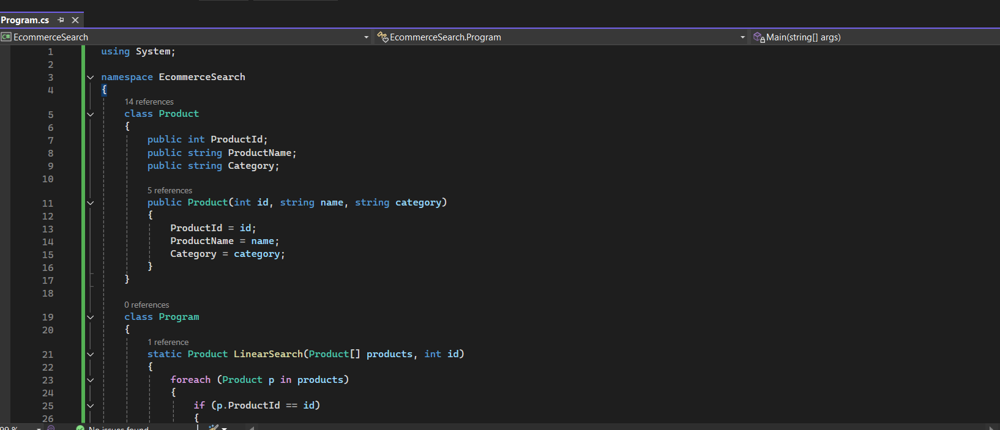 Program.cs
C# EcommerceSearch EcommerceSearch.Program Main(string[] args)
1 using System;
2
3 namespace EcommerceSearch
4 {
14 references
5 class Product
6 {
7 public int ProductId;
8 public string ProductName;
9 public string Category;
10
5 references
11 public Product(int id, string name, string category)
12 {
13 ProductId = id;
14 ProductName = name;
15 Category = category;
16 }
17 }
18
0 references
19 class Program
20 {
1 reference
21 static Product LinearSearch(Product[] products, int id)
22 {
23 foreach (Product p in products)
24 {
25 if (p.ProductId == id)
26 {
99 % No issues found